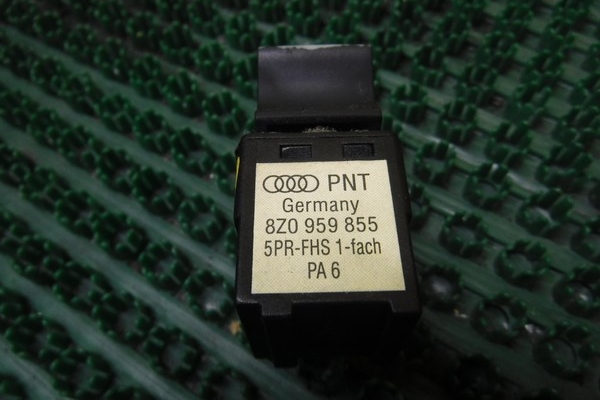 PNT
Germany
8Z0 959 855
5PR-FHS 1-fach
PA 6